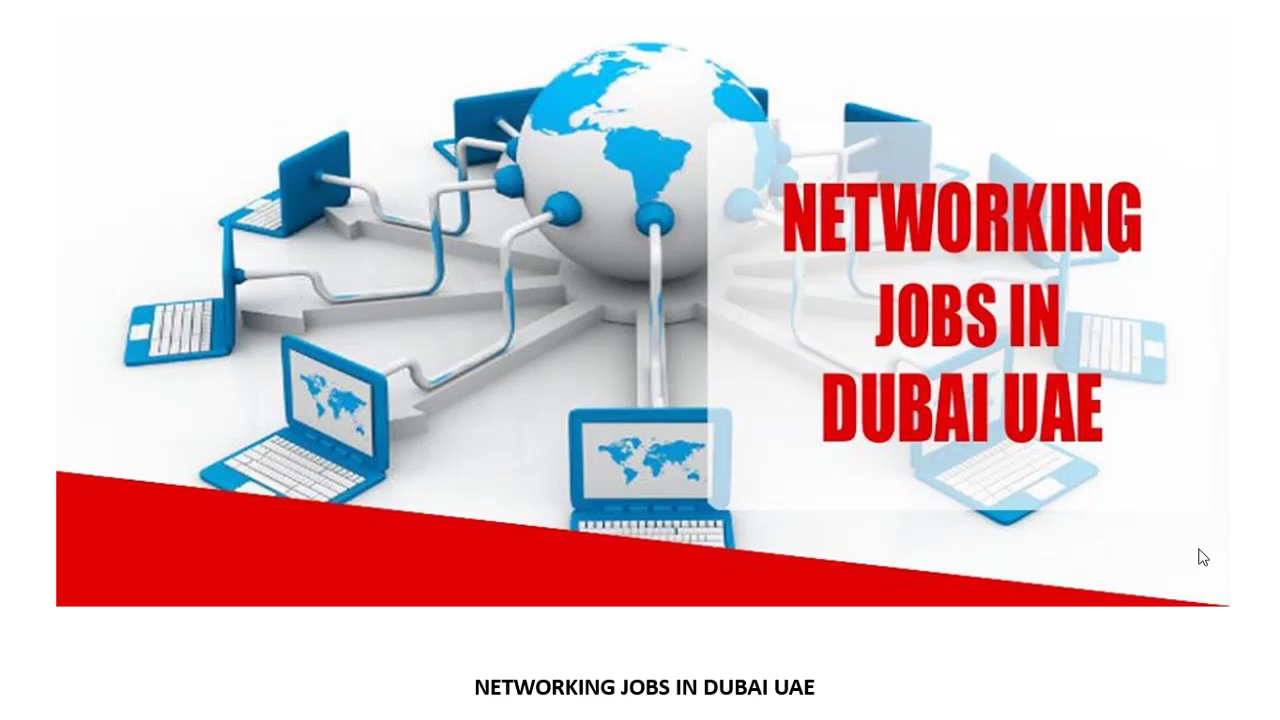 NETWORKING
JOBS IN
DUBAI UAE
NETWORKING JOBS IN DUBAI UAE